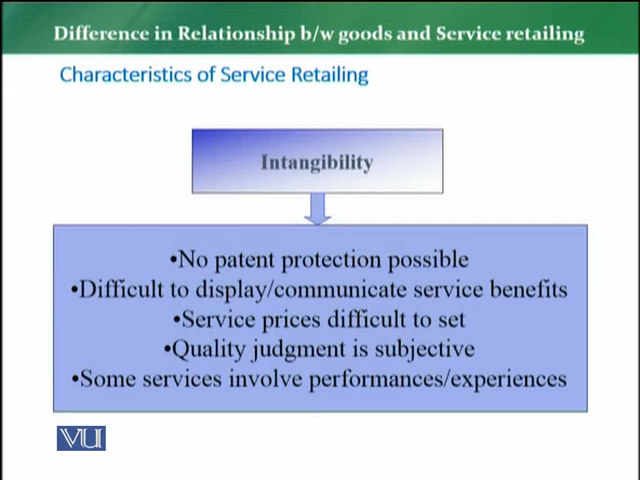 Difference in Relationship b/w goods and Service retailing
Characteristics of Service Retailing
Intangibility
•No patent protection possible
•Difficult to display/communicate service benefits
•Service prices difficult to set
•Quality judgment is subjective
•Some services involve performances/experiences
VU